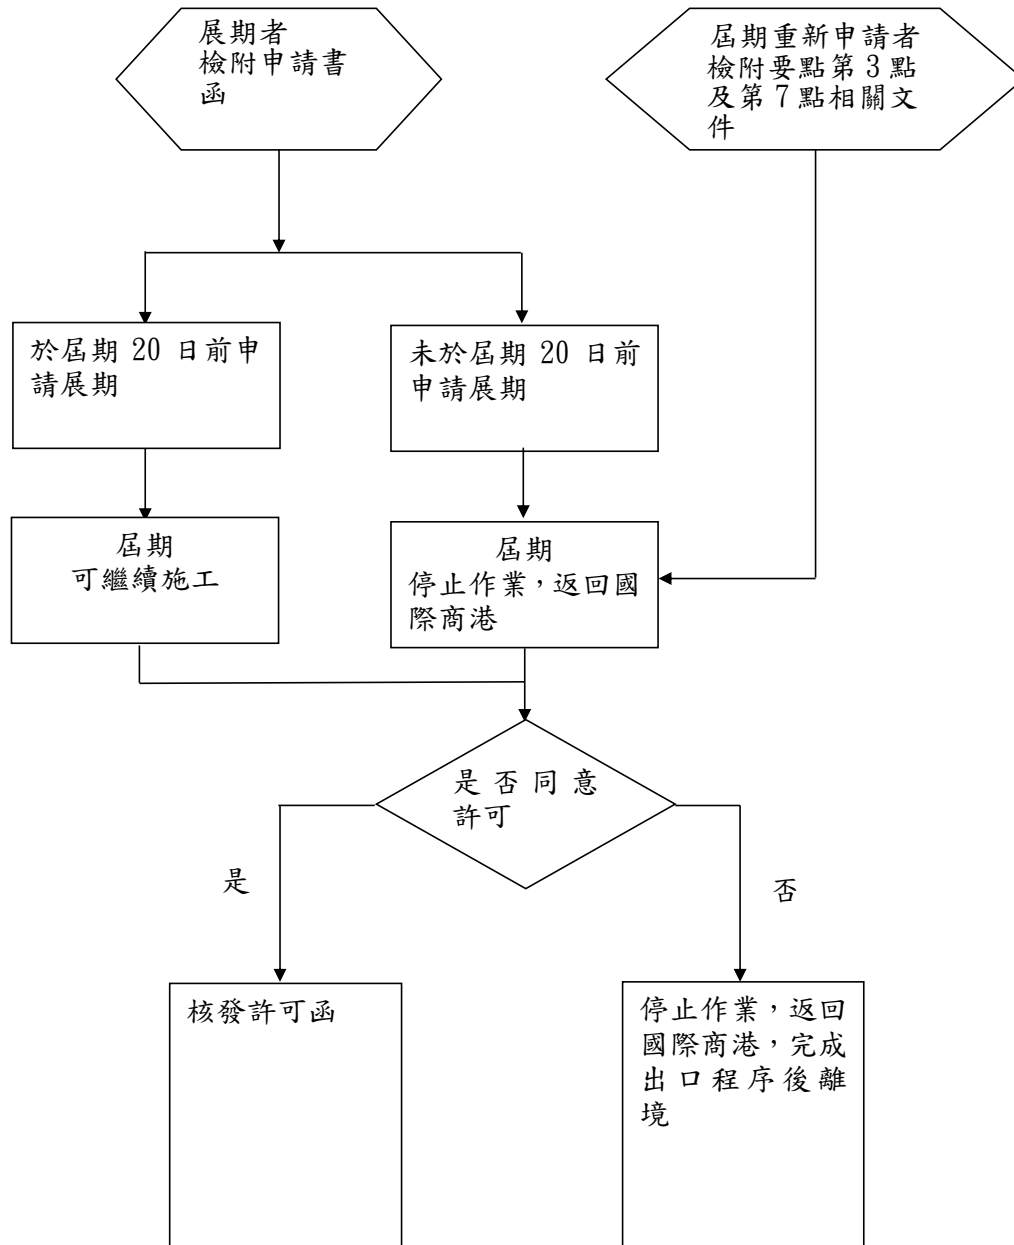 展期者
檢附申請書
函
屆期重新申請者
檢附要點第3點
及第7點相關文
件
於屆期 20 日前申
請展期
未於屆期 20 日前
申請展期
屆期
可繼續施工
屆期
停止作業，返回國
際商港
是否同意
許可
是
否
核發許可函
停止作業，返回
國際商港，完成
出口程序後離
境